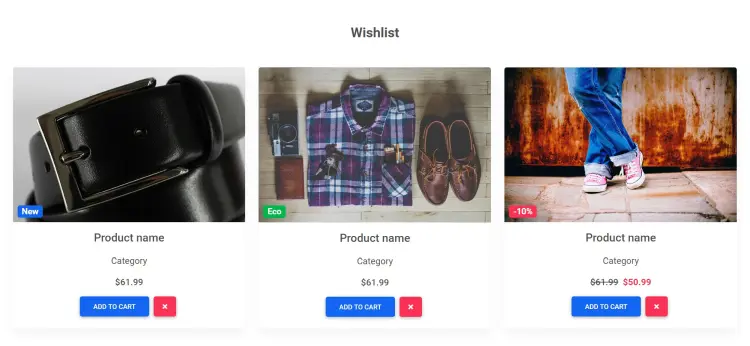 Wishlist
New
Product name
Category
$61.99
ADD TO CART
Eco
Product name
Category
$61.99
ADD TO CART
-10%
Product name
Category
$61.99 $50.99
ADD TO CART